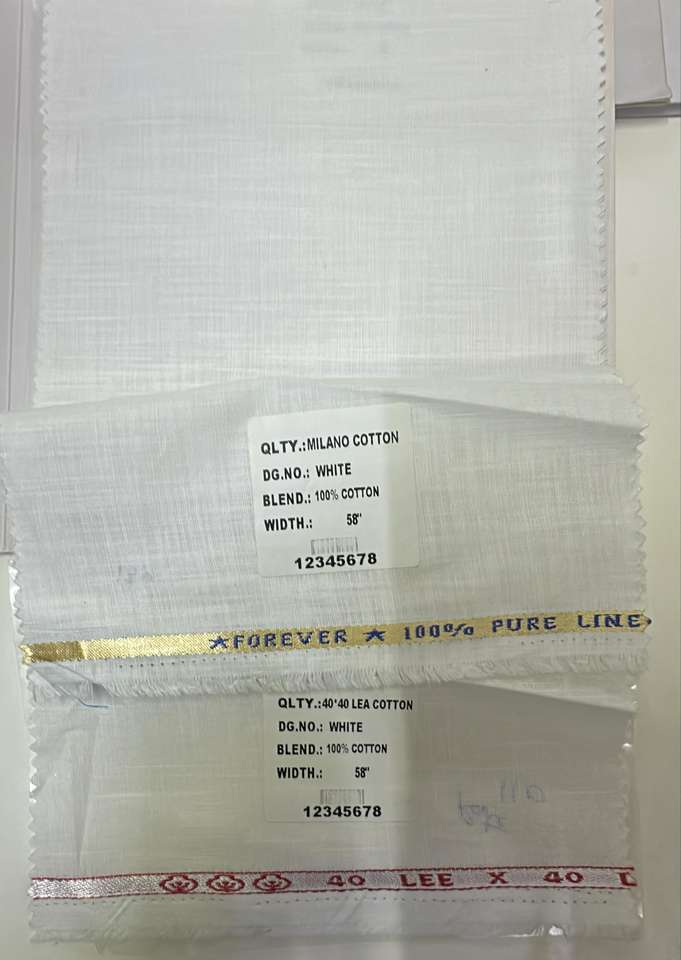 QLTY.:MILANO COTTON
DG.NO.: WHITE
BLEND.: 100% COTTON
WIDTH.: 58"
12345678
★FOREVER ★ 100% PURE LINE
QLTY.:40*40 LEA COTTON
DG.NO.: WHITE
BLEND.: 100% COTTON
WIDTH.: 58"
12345678
40 LEE X 40 L